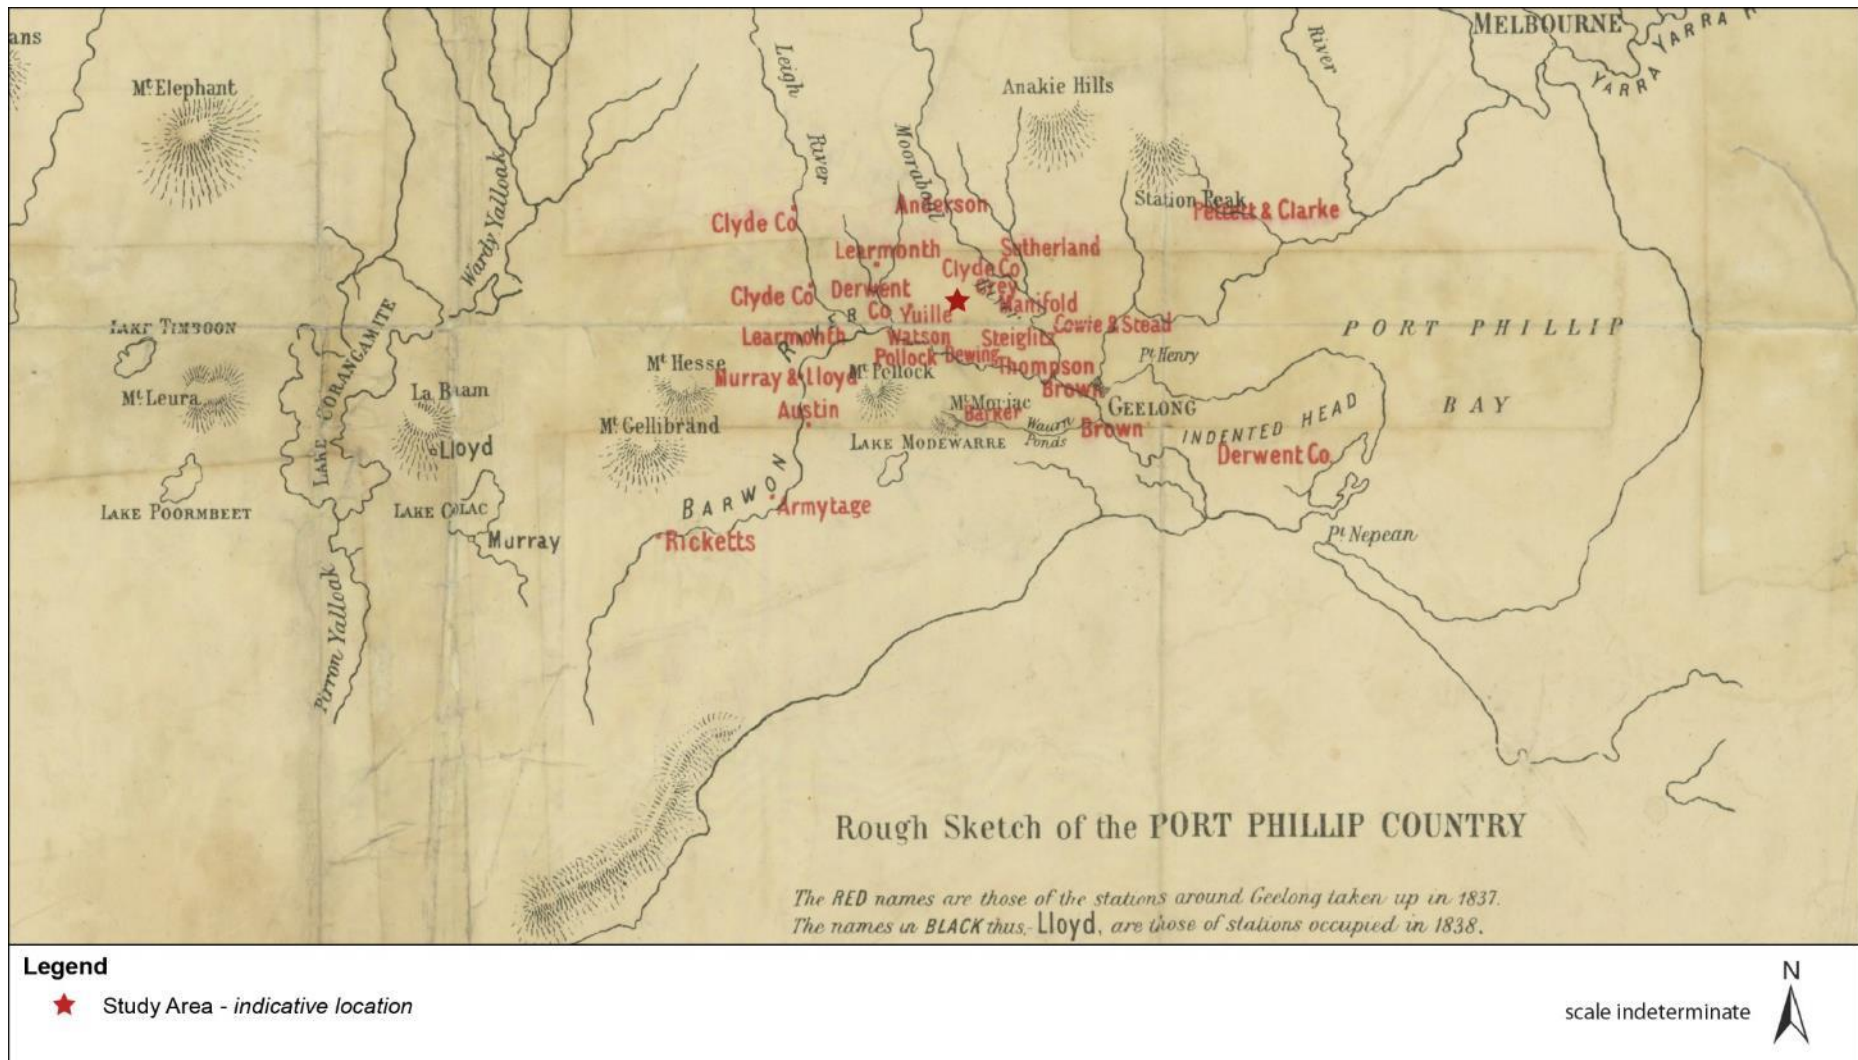 ans
MELBOURNE
YARRA
YARRA R
River
Mt. Elephant
Leigh
River
Anakie Hills
Moorabool
Wardy Yalloak
Station Peak
Pettett & Clarke
Clyde Co
Anderson
Learmonth
Sutherland
Clyde Co
Clyde Co
Derwent
Co
Yuille
Manifold
LAKE TIMBOON
LAKE CORANGAMITE
RIVER
Cowie & Stead
PORT PHILLIP
BAY
Learmonth
Watson
Steiglitz
Pollock
Dewing
Thompson
Pt. Henry
Mt. Hesse
Murray & Lloyd
Mt. Pollock
Brown
Mt. Leura
La Baam
Austin
Mt. Moriac
Barker
GEELONG
Waurn
Ponds
Brown
INDENTED HEAD
Derwent Co.
Mt. Gellibrand
LAKE MODEWARRE
Lloyd
LAKE POORMBEET
LAKE COLAC
BARWON
Armytage
Murray
Ricketts
Pt. Nepean
Pirron Yalloak
Rough Sketch of the PORT PHILLIP COUNTRY
The RED names are those of the stations around Geelong taken up in 1837.
The names in BLACK thus,- Lloyd, are those of stations occupied in 1838.
Legend
Study Area - indicative location
N
scale indeterminate